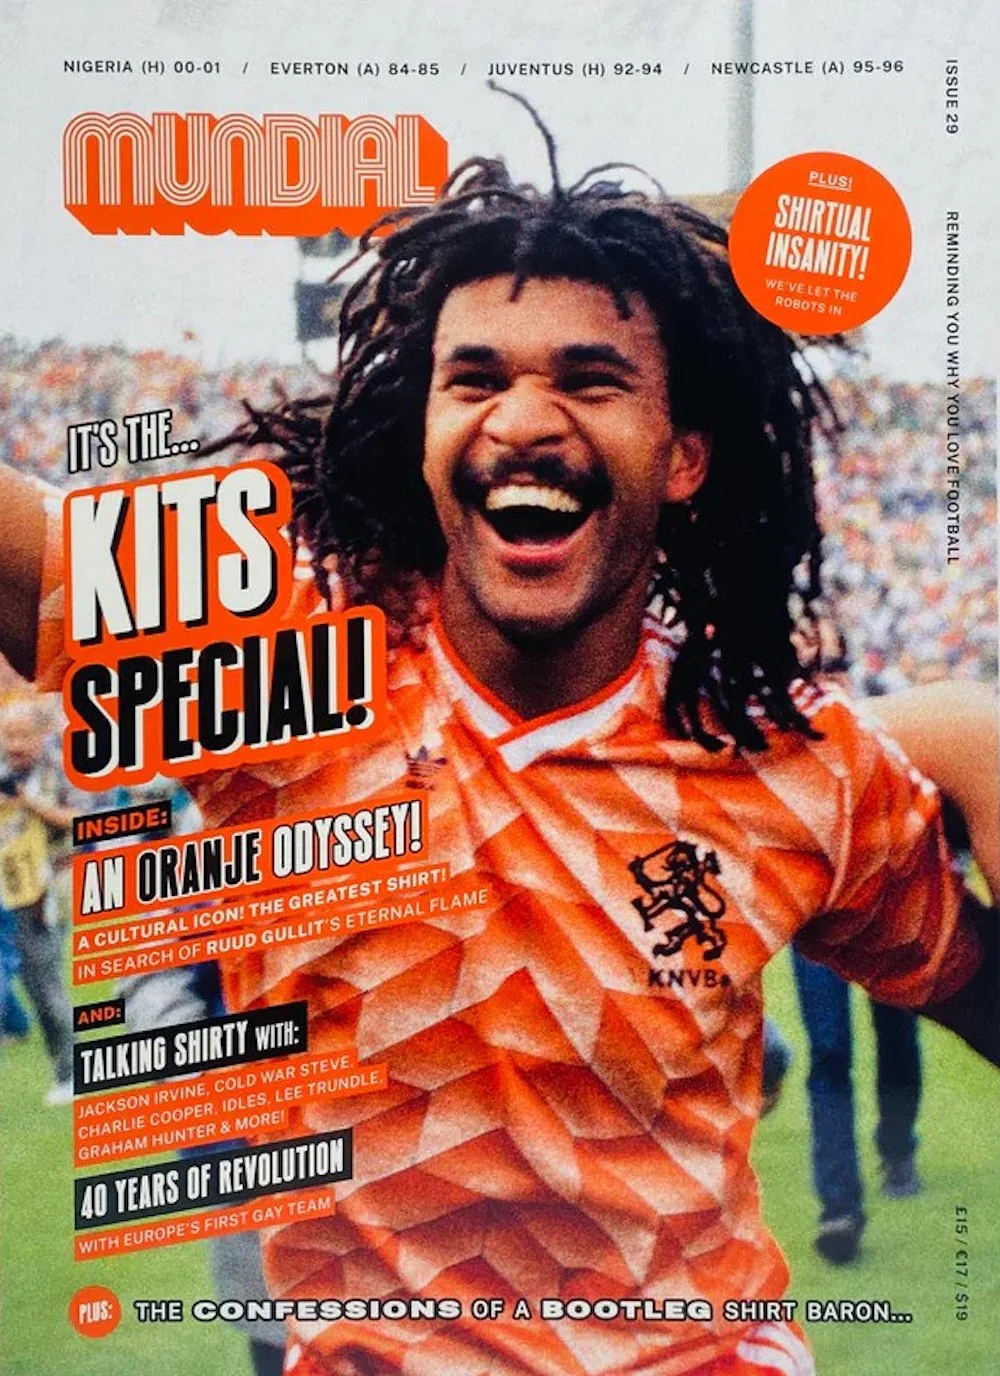 NIGERIA (H) 00-01 / EVERTON (A) 84-85 / JUVENTUS (H) 92-94 / NEWCASTLE (A) 95-96
ISSUE 29
MUNDIAL
PLUS!
SHIRTUAL
INSANITY!
WE'VE LET THE
ROBOTS IN
REMINDING YOU WHY YOU LOVE FOOTBALL
IT'S THE...
KITS
SPECIAL!
INSIDE:
AN ORANJE ODYSSEY!
A CULTURAL ICON! THE GREATEST SHIRT!
IN SEARCH OF RUUD GULLIT'S ETERNAL FLAME
KNVB
AND:
TALKING SHIRTY WITH:
JACKSON IRVINE, COLD WAR STEVE,
CHARLIE COOPER, IDLES, LEE TRUNDLE,
GRAHAM HUNTER & MORE!
40 YEARS OF REVOLUTION
WITH EUROPE'S FIRST GAY TEAM
£15 / €17 / $19
PLUS: THE CONFESSIONS OF A BOOTLEG SHIRT BARON...